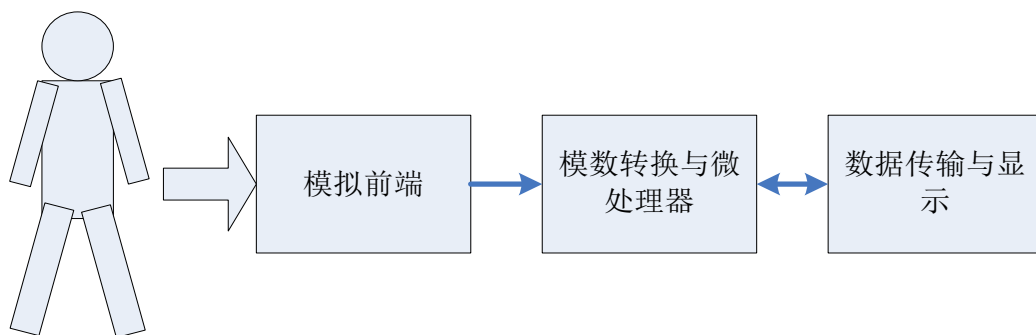 模拟前端
模数转换与微
处理器
数据传输与显
示